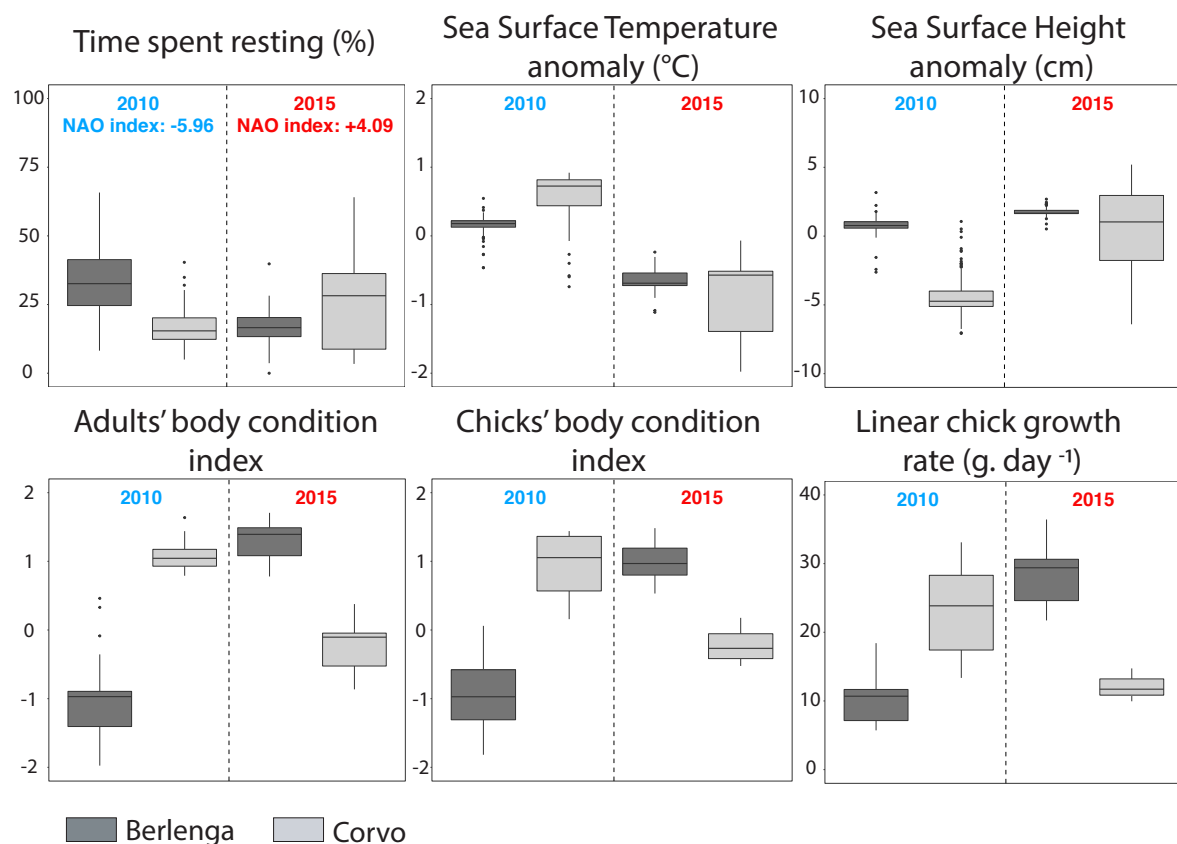 Time spent resting (%)
100
75
50
25
0
2010
NAO index: -5.96
2015
NAO index: +4.09
Sea Surface Temperature
anomaly (°C)
2
1
0
-1
-2
2010
2015
Sea Surface Height
anomaly (cm)
10
5
0
-5
-10
2010
2015
Adults’ body condition
index
2
1
0
-1
-2
2010
2015
Chicks’ body condition
index
2
1
0
-1
-2
2010
2015
Linear chick growth
rate (g. day ⁻¹)
40
30
20
10
0
2010
2015
Berlenga
Corvo